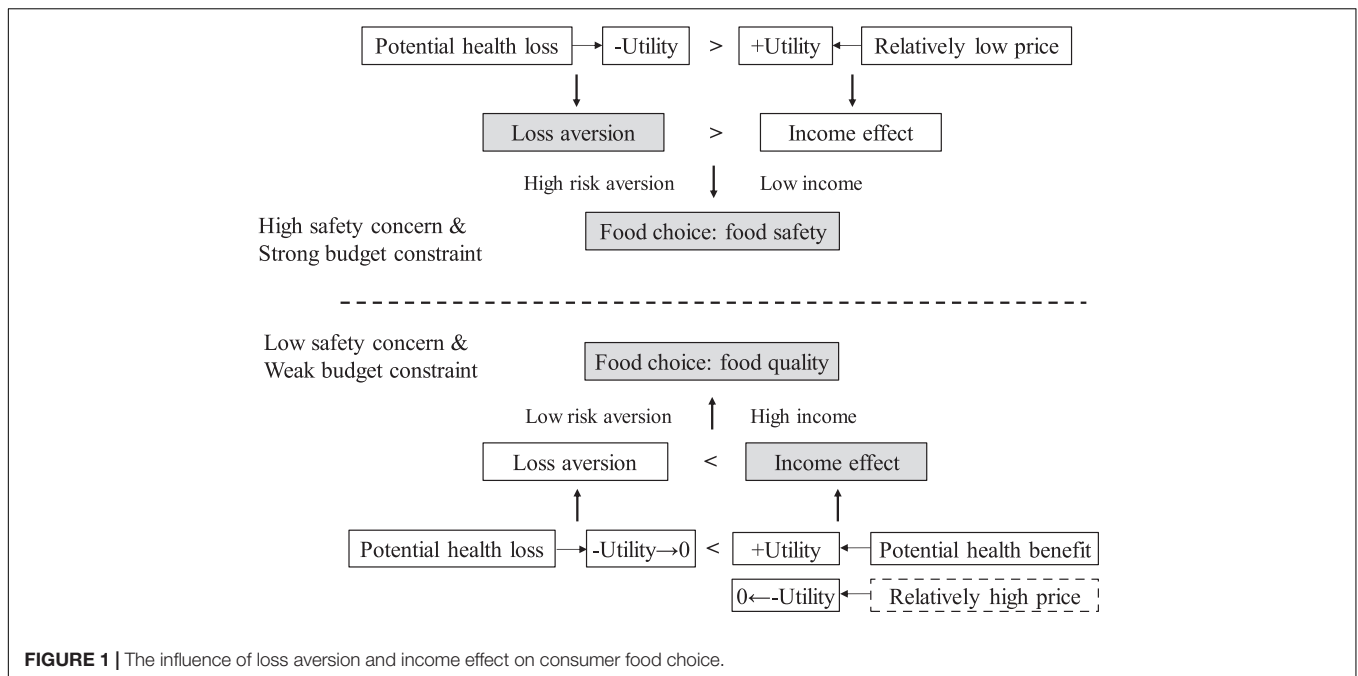 Potential health loss -Utility > +Utility Relatively low price
Loss aversion > Income effect
High risk aversion Low income
High safety concern &
Strong budget constraint
Food choice: food safety
Low safety concern &
Weak budget constraint
Food choice: food quality
Low risk aversion High income
Loss aversion < Income effect
Potential health loss -Utility→0 < +Utility Potential health benefit
0←-Utility Relatively high price
FIGURE 1 | The influence of loss aversion and income effect on consumer food choice.